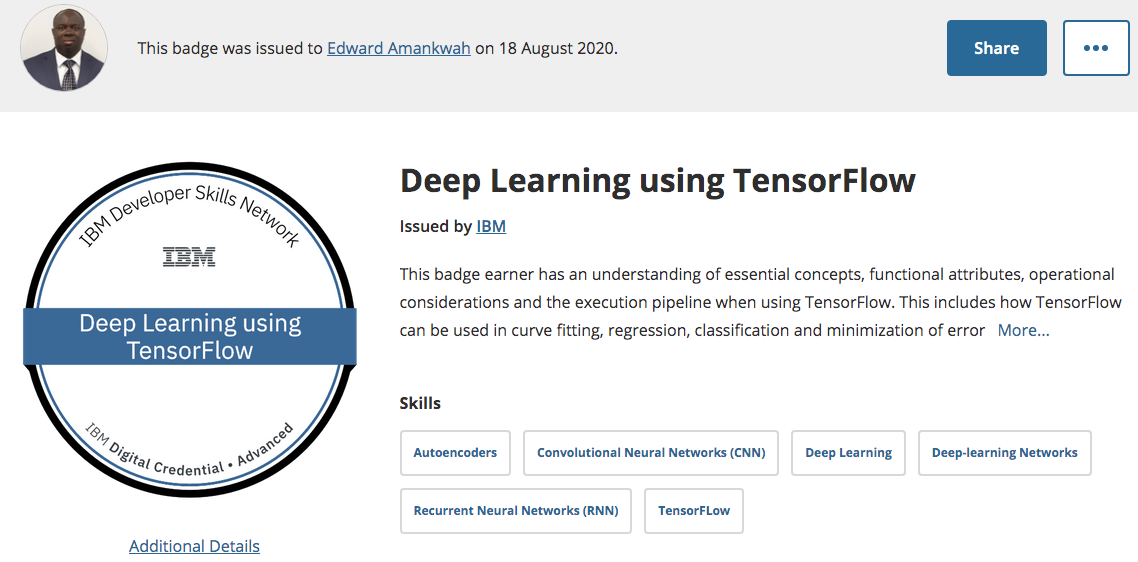 This badge was issued to Edward Amankwah on 18 August 2020.
Share
•••
IBM Developer Skills Network
IBM
Deep Learning using
TensorFlow
IBM Digital Credential • Advanced
Additional Details
Deep Learning using TensorFlow
Issued by IBM
This badge earner has an understanding of essential concepts, functional attributes, operational
considerations and the execution pipeline when using TensorFlow. This includes how TensorFlow
can be used in curve fitting, regression, classification and minimization of error More...
Skills
Autoencoders
Convolutional Neural Networks (CNN)
Deep Learning
Deep-learning Networks
Recurrent Neural Networks (RNN)
TensorFLow